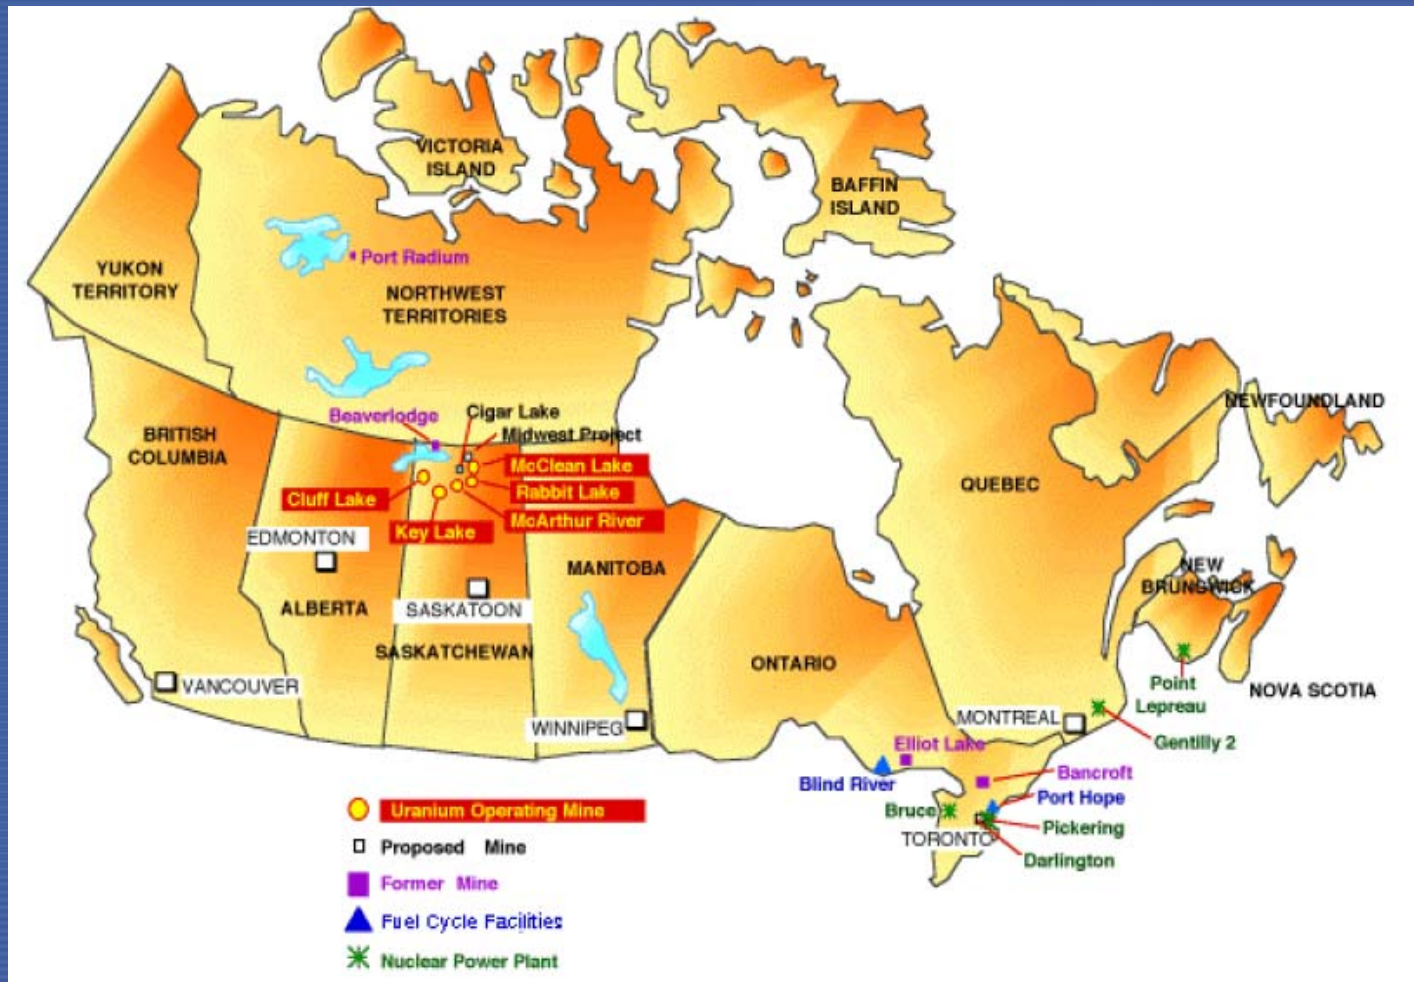 VICTORIA
ISLAND
BAFFIN
ISLAND
Port Radium
YUKON
TERRITORY
NORTHWEST
TERRITORIES
NEWFOUNDLAND
Beaverlodge
Cigar Lake
BRITISH
COLUMBIA
Midwest Project
McClean Lake
QUEBEC
Cluff Lake
Rabbit Lake
Key Lake
McArthur River
EDMONTON
MANITOBA
NEW
BRUNSWICK
ALBERTA
SASKATOON
SASKATCHEWAN
ONTARIO
VANCOUVER
Point
Lepreau
NOVA SCOTIA
WINNIPEG
MONTREAL
Gentilly 2
Elliot Lake
Bancroft
Blind River
Port Hope
Bruce
Pickering
TORONTO
Darlington
Uranium Operating Mine
Proposed Mine
Former Mine
Fuel Cycle Facilities
Nuclear Power Plant